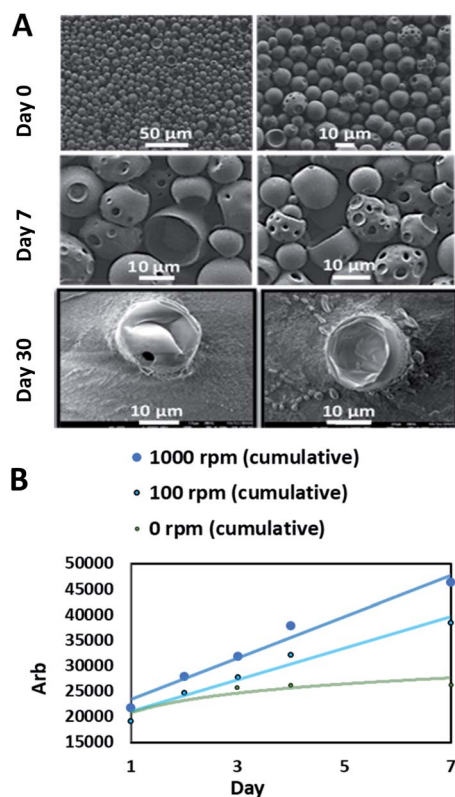 A
Day 0
50 μm
10 μm
Day 7
10 μm
10 μm
Day 30
10 μm
10 μm
1000 rpm (cumulative)
B
100 rpm (cumulative)
0 rpm (cumulative)
50000
45000
40000
35000
30000
25000
20000
15000
Arb
1
3
5
7
Day